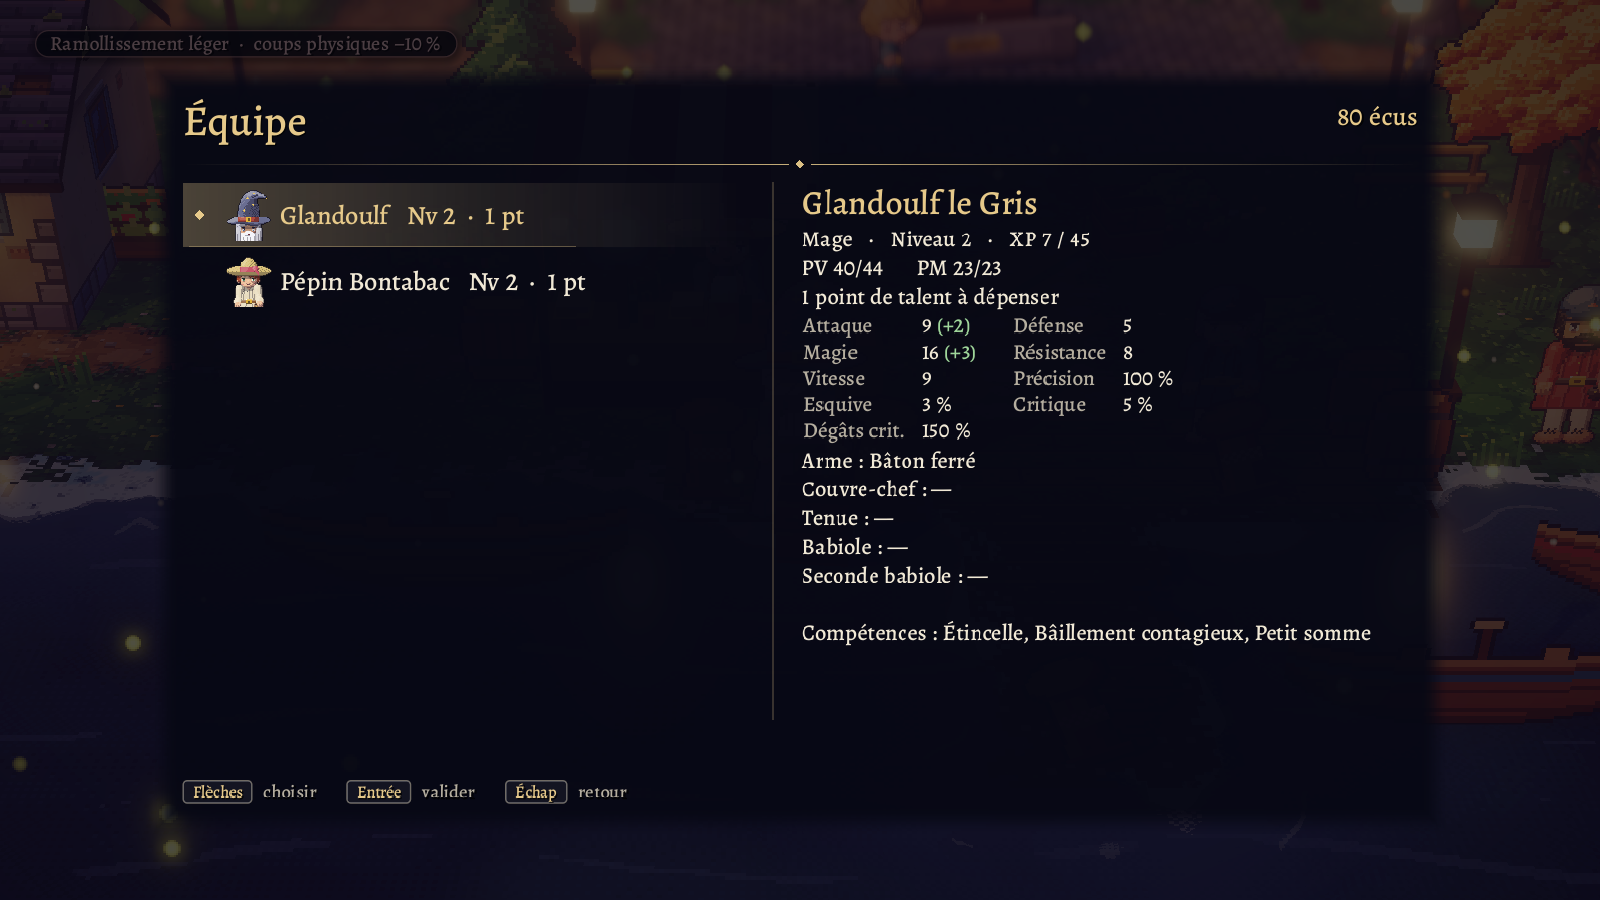 Ramollissement léger · coups physiques −10 %
Équipe
80 écus
Glandoulf Nv 2 · 1 pt
Pépin Bontabac Nv 2 · 1 pt
Glandoulf le Gris
Mage · Niveau 2 · XP 7 / 45
PV 40/44 PM 23/23
1 point de talent à dépenser
Attaque 9 (+2) Défense 5
Magie 16 (+3) Résistance 8
Vitesse 9 Précision 100 %
Esquive 3 % Critique 5 %
Dégâts crit. 150 %
Arme : Bâton ferré
Couvre-chef : —
Tenue : —
Babiole : —
Seconde babiole : —
Compétences : Étincelle, Bâillement contagieux, Petit somme
Flèches choisir Entrée valider Échap retour